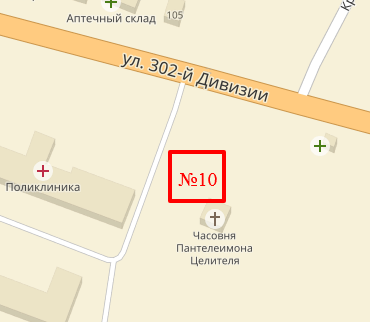 Аптечный склад
105
ул. 302-й Дивизии
№10
Поликлиника
Часовня
Пантелеимона
Целителя